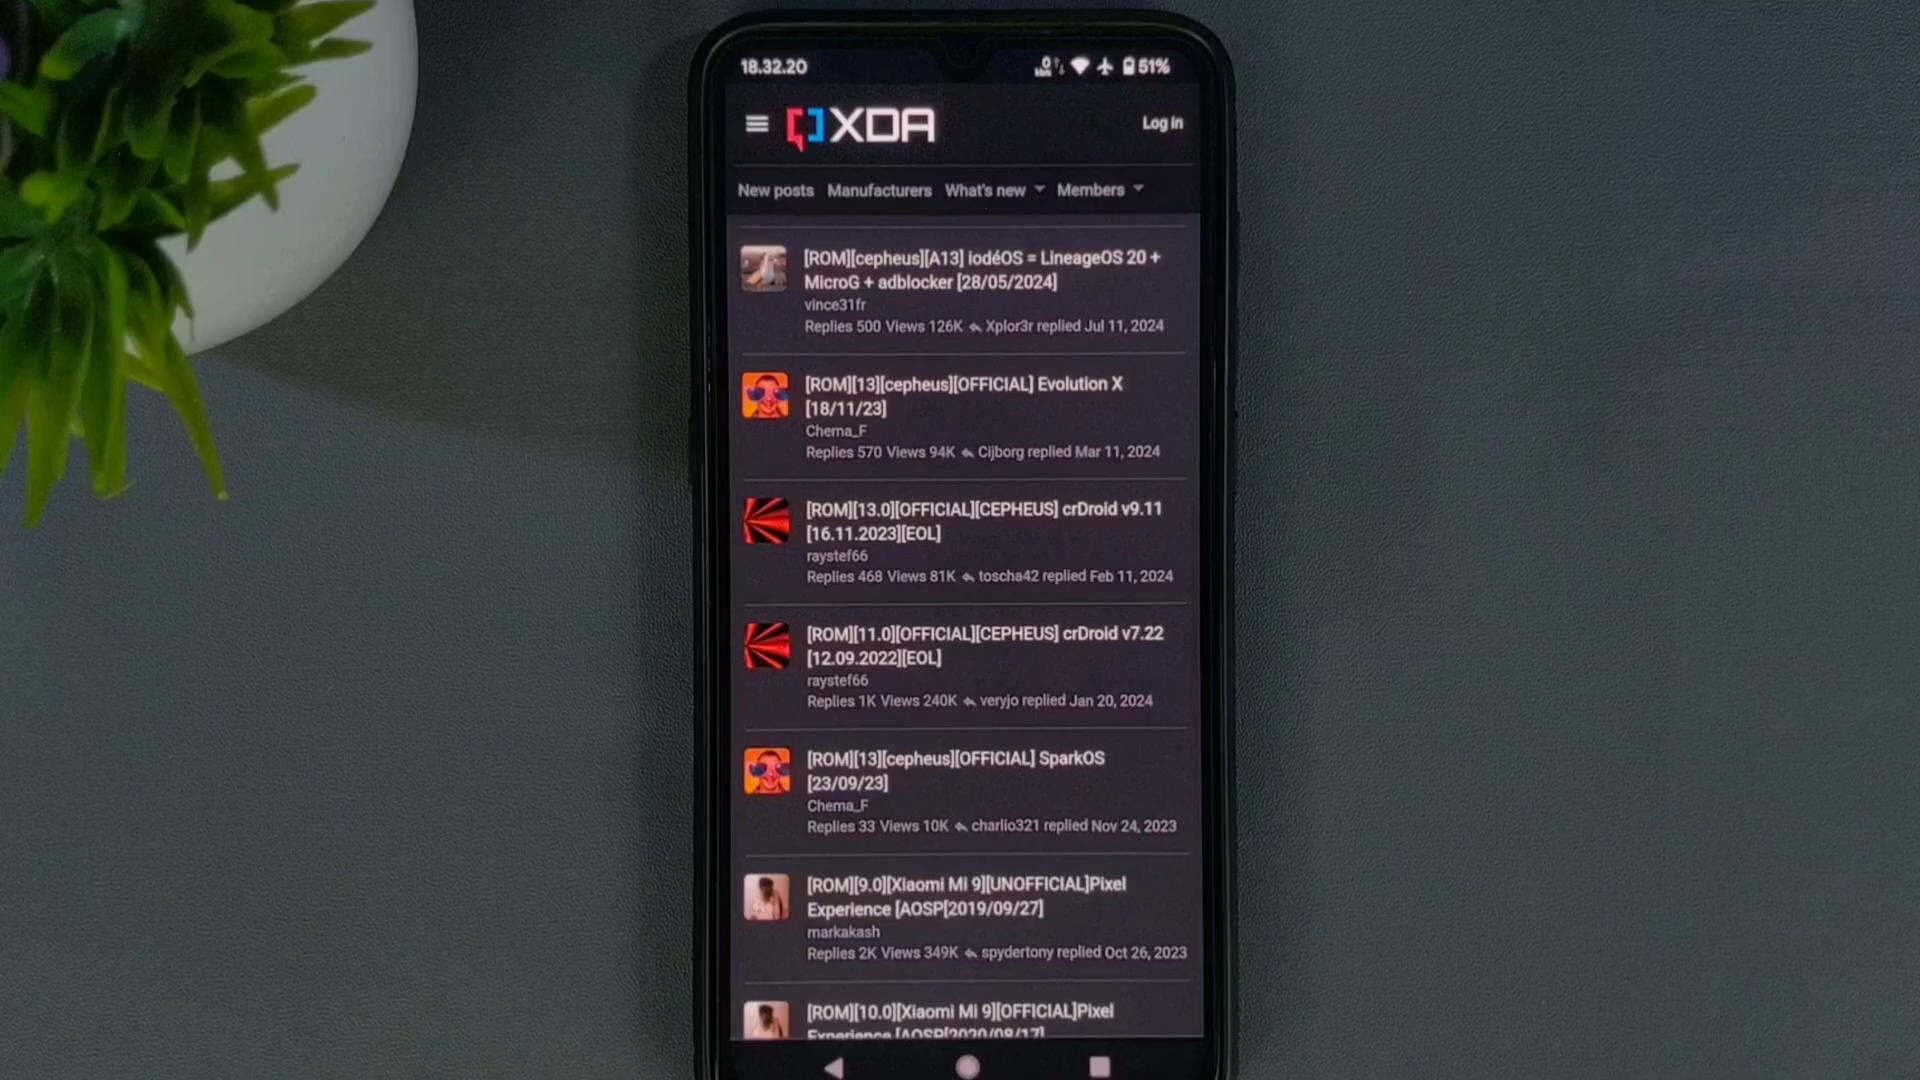 18.32.20
0
51%
XDA
Log in
New posts Manufacturers What's new Members
[ROM][cepheus][A13] iodéOS = LineageOS 20 +
MicroG + adblocker [28/05/2024]
vince31fr
Replies 500 Views 126K Xplor3r replied Jul 11, 2024
[ROM][13][cepheus][OFFICIAL] Evolution X
[18/11/23]
Chema_F
Replies 570 Views 94K Cijborg replied Mar 11, 2024
[ROM][13.0][OFFICIAL][CEPHEUS] crDroid v9.11
[16.11.2023][EOL]
raystef66
Replies 468 Views 81K toscha42 replied Feb 11, 2024
[ROM][11.0][OFFICIAL][CEPHEUS] crDroid v7.22
[12.09.2022][EOL]
raystef66
Replies 1K Views 240K veryjo replied Jan 20, 2024
[ROM][13][cepheus][OFFICIAL] SparkOS
[23/09/23]
Chema_F
Replies 33 Views 10K charlio321 replied Nov 24, 2023
[ROM][9.0][Xiaomi Mi 9][UNOFFICIAL]Pixel
Experience [AOSP[2019/09/27]
markakash
Replies 2K Views 349K spydertony replied Oct 26, 2023
[ROM][10.0][Xiaomi Mi 9][OFFICIAL]Pixel
Experience [AOSP[2020/08/17]